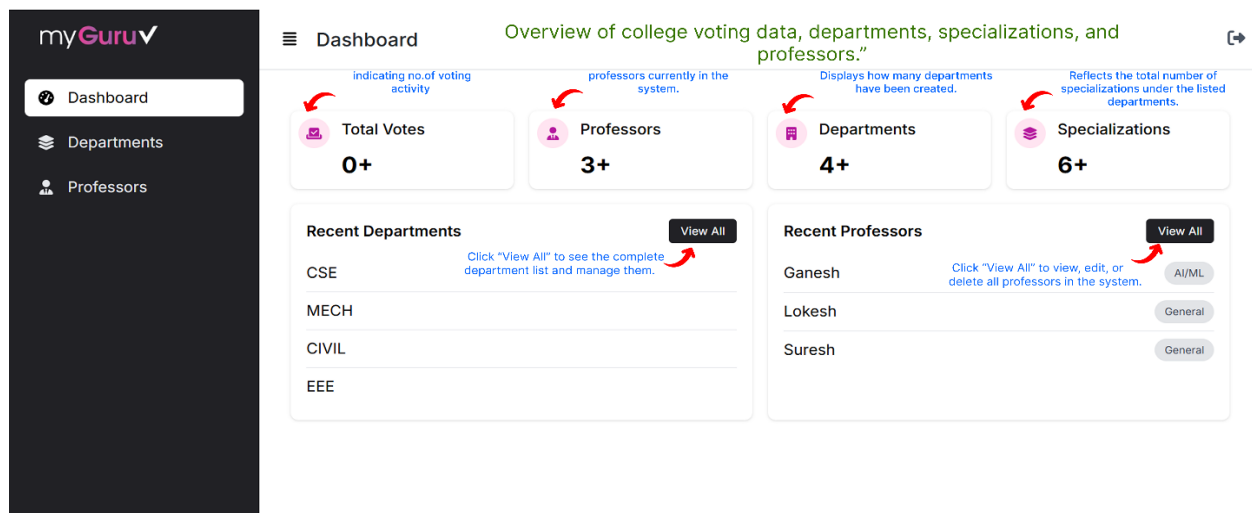 myGuru✓
Dashboard
Departments
Professors
Dashboard
Overview of college voting data, departments, specializations, and
professors.”
indicating no.of voting
activity
professors currently in the
system.
Displays how many departments
have been created.
Reflects the total number of
specializations under the listed
departments.
Total Votes
0+
Professors
3+
Departments
4+
Specializations
6+
Recent Departments
View All
Click “View All” to see the complete
department list and manage them.
CSE
MECH
CIVIL
EEE
Recent Professors
View All
Click “View All” to view, edit, or
delete all professors in the system.
Ganesh
AI/ML
Lokesh
General
Suresh
General